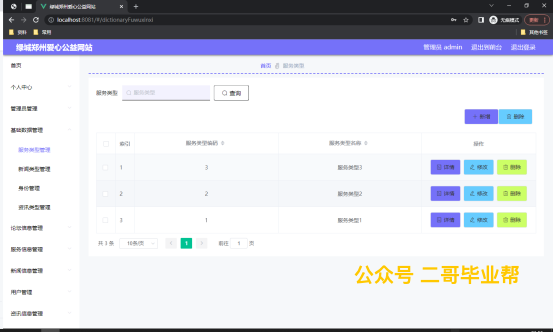 绿城郑州爱心公益网站
localhost:8081/#/dictionaryFuwuxinxi
无痕模式
更新
资料
常用
其他书签
绿城郑州爱心公益网站
管理员 admin
退出到前台
退出登录
首页
个人中心
管理员管理
基础数据管理
服务类型管理
新闻类型管理
身份管理
资讯类型管理
论坛信息管理
服务信息管理
新闻信息管理
用户管理
资讯信息管理
首页
服务类型
服务类型
服务类型
查询
新增
删除
索引 服务类型编码 服务类型名称 操作
1 3 服务类型3 详情 修改 删除
2 2 服务类型2 详情 修改 删除
3 1 服务类型1 详情 修改 删除
共 3 条 10条/页 1 前往 1 页
公众号 二哥毕业帮